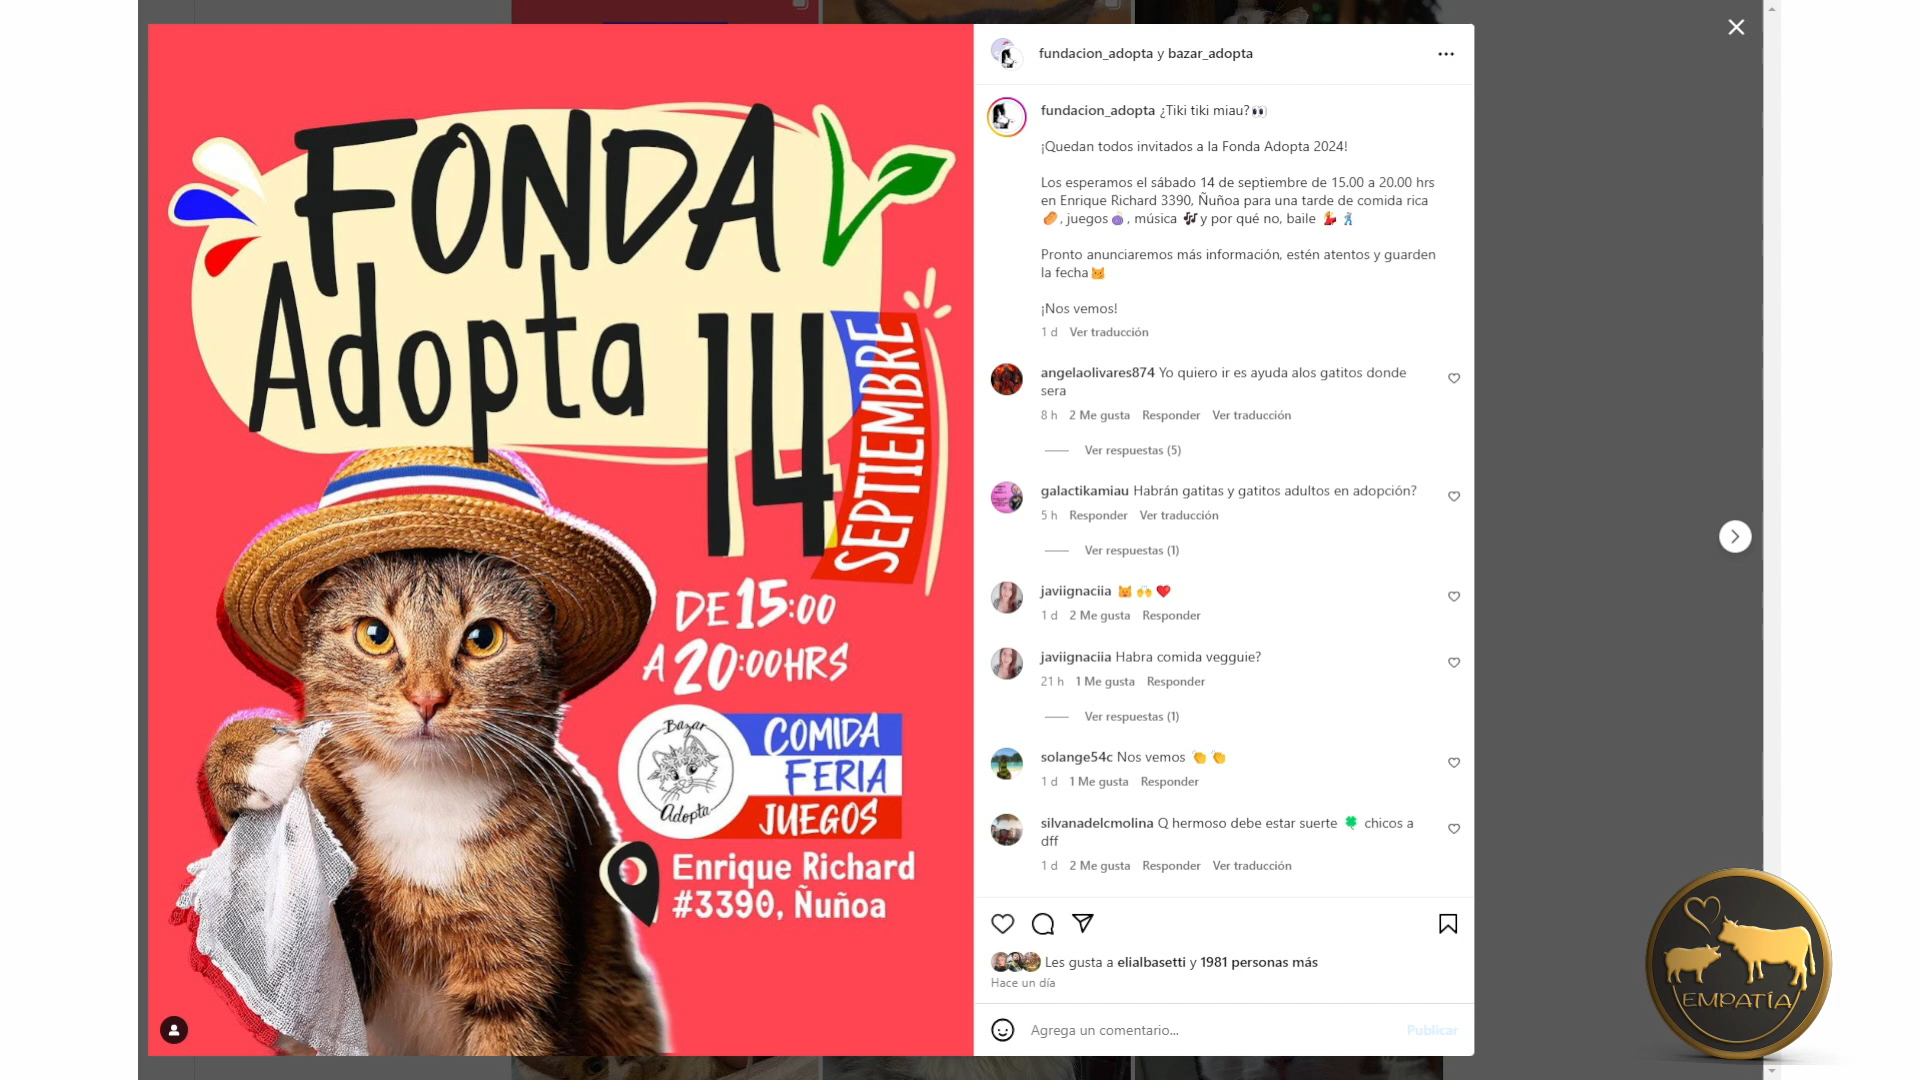 FONDA
Adopta 14
SEPTIEMBRE
DE 15:00
A 20:00HRS
Bazar
Adopta
COMIDA
FERIA
JUEGOS
Enrique Richard
#3390, Ñuñoa
fundacion_adopta y bazar_adopta
fundacion_adopta ¿Tiki tiki miau?👀
¡Quedan todos invitados a la Fonda Adopta 2024!
Los esperamos el sábado 14 de septiembre de 15.00 a 20.00 hrs
en Enrique Richard 3390, Ñuñoa para una tarde de comida rica
, juegos , música 🎶 y por qué no, baile 💃
Pronto anunciaremos más información, estén atentos y guarden
la fecha🐱
¡Nos vemos!
1 d Ver traducción
angelaolivares874 Yo quiero ir es ayuda alos gatitos donde
sera
8 h 2 Me gusta Responder Ver traducción
Ver respuestas (5)
galactikamiau Habrán gatitas y gatitos adultos en adopción?
5 h Responder Ver traducción
Ver respuestas (1)
javiignaciia 🐱 🙌 ❤️
1 d 2 Me gusta Responder
javiignaciia Habra comida vegguie?
21 h 1 Me gusta Responder
Ver respuestas (1)
solange54c Nos vemos 👏 👏
1 d 1 Me gusta Responder
silvanadelcmolina Q hermoso debe estar suerte 🍀 chicos a
dff
1 d 2 Me gusta Responder Ver traducción
Les gusta a elialbasetti y 1981 personas más
Hace un día
Agrega un comentario...
Publicar
EMPATÍA